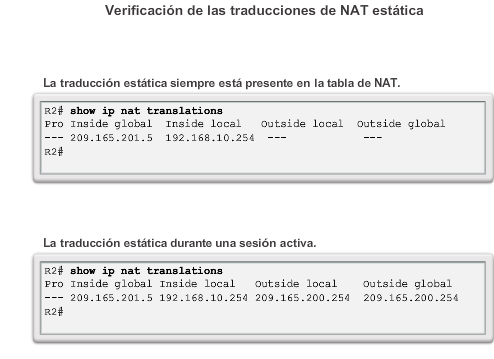 Verificación de las traducciones de NAT estática
La traducción estática siempre está presente en la tabla de NAT.
R2# show ip nat translations
Pro Inside global  Inside local   Outside local  Outside global
--- 209.165.201.5  192.168.10.254  ---            ---
R2#
La traducción estática durante una sesión activa.
R2# show ip nat translations
Pro Inside global Inside local   Outside local    Outside global
--- 209.165.201.5 192.168.10.254 209.165.200.254  209.165.200.254
R2#